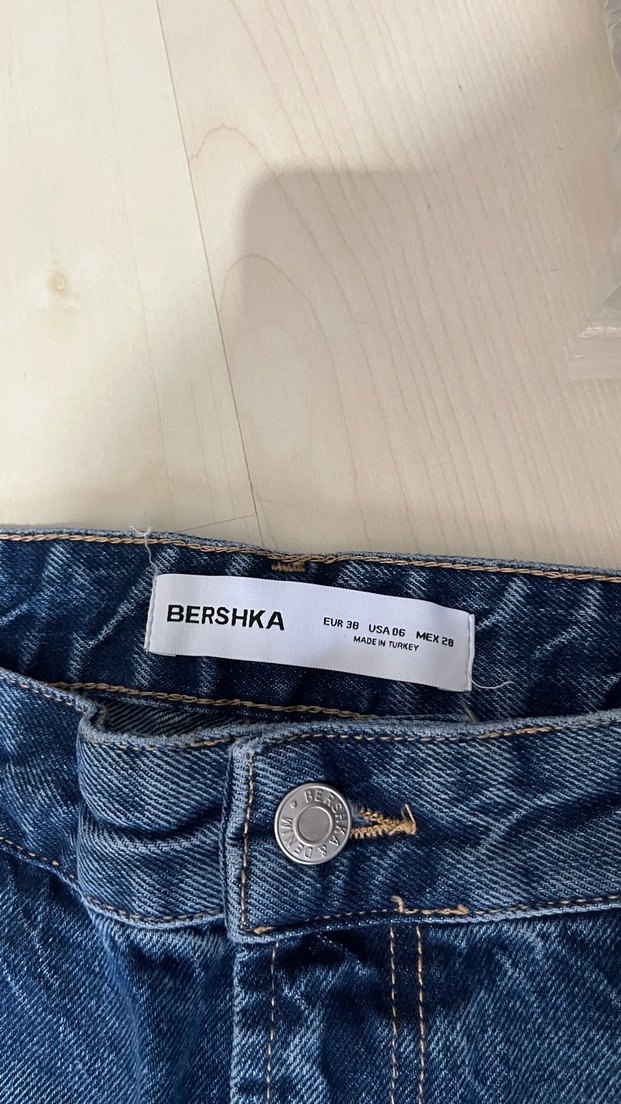 BERSHKA
EUR 38 USA 06 MEX 28
MADE IN TURKEY
BERSHKA & DENIM